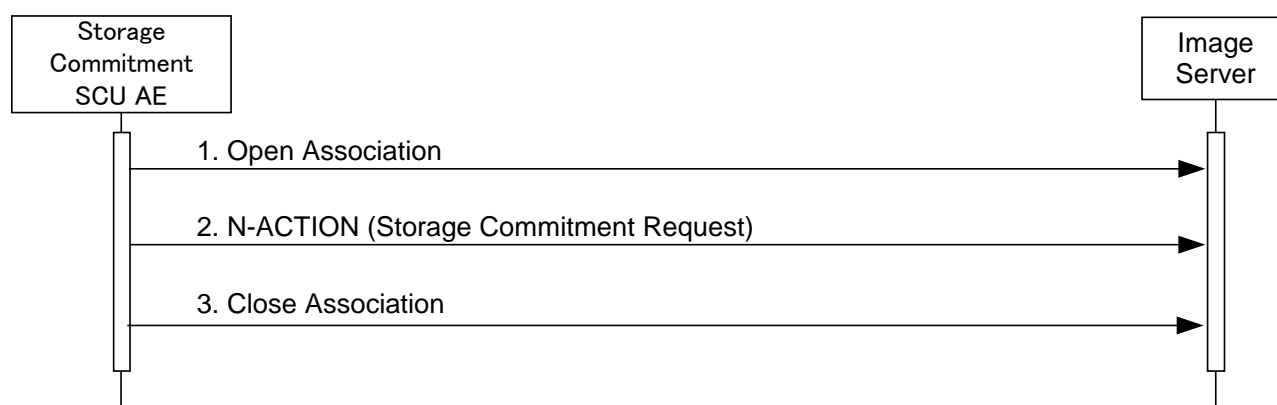 Storage
Commitment
SCU AE
Image
Server
1. Open Association
2. N-ACTION (Storage Commitment Request)
3. Close Association